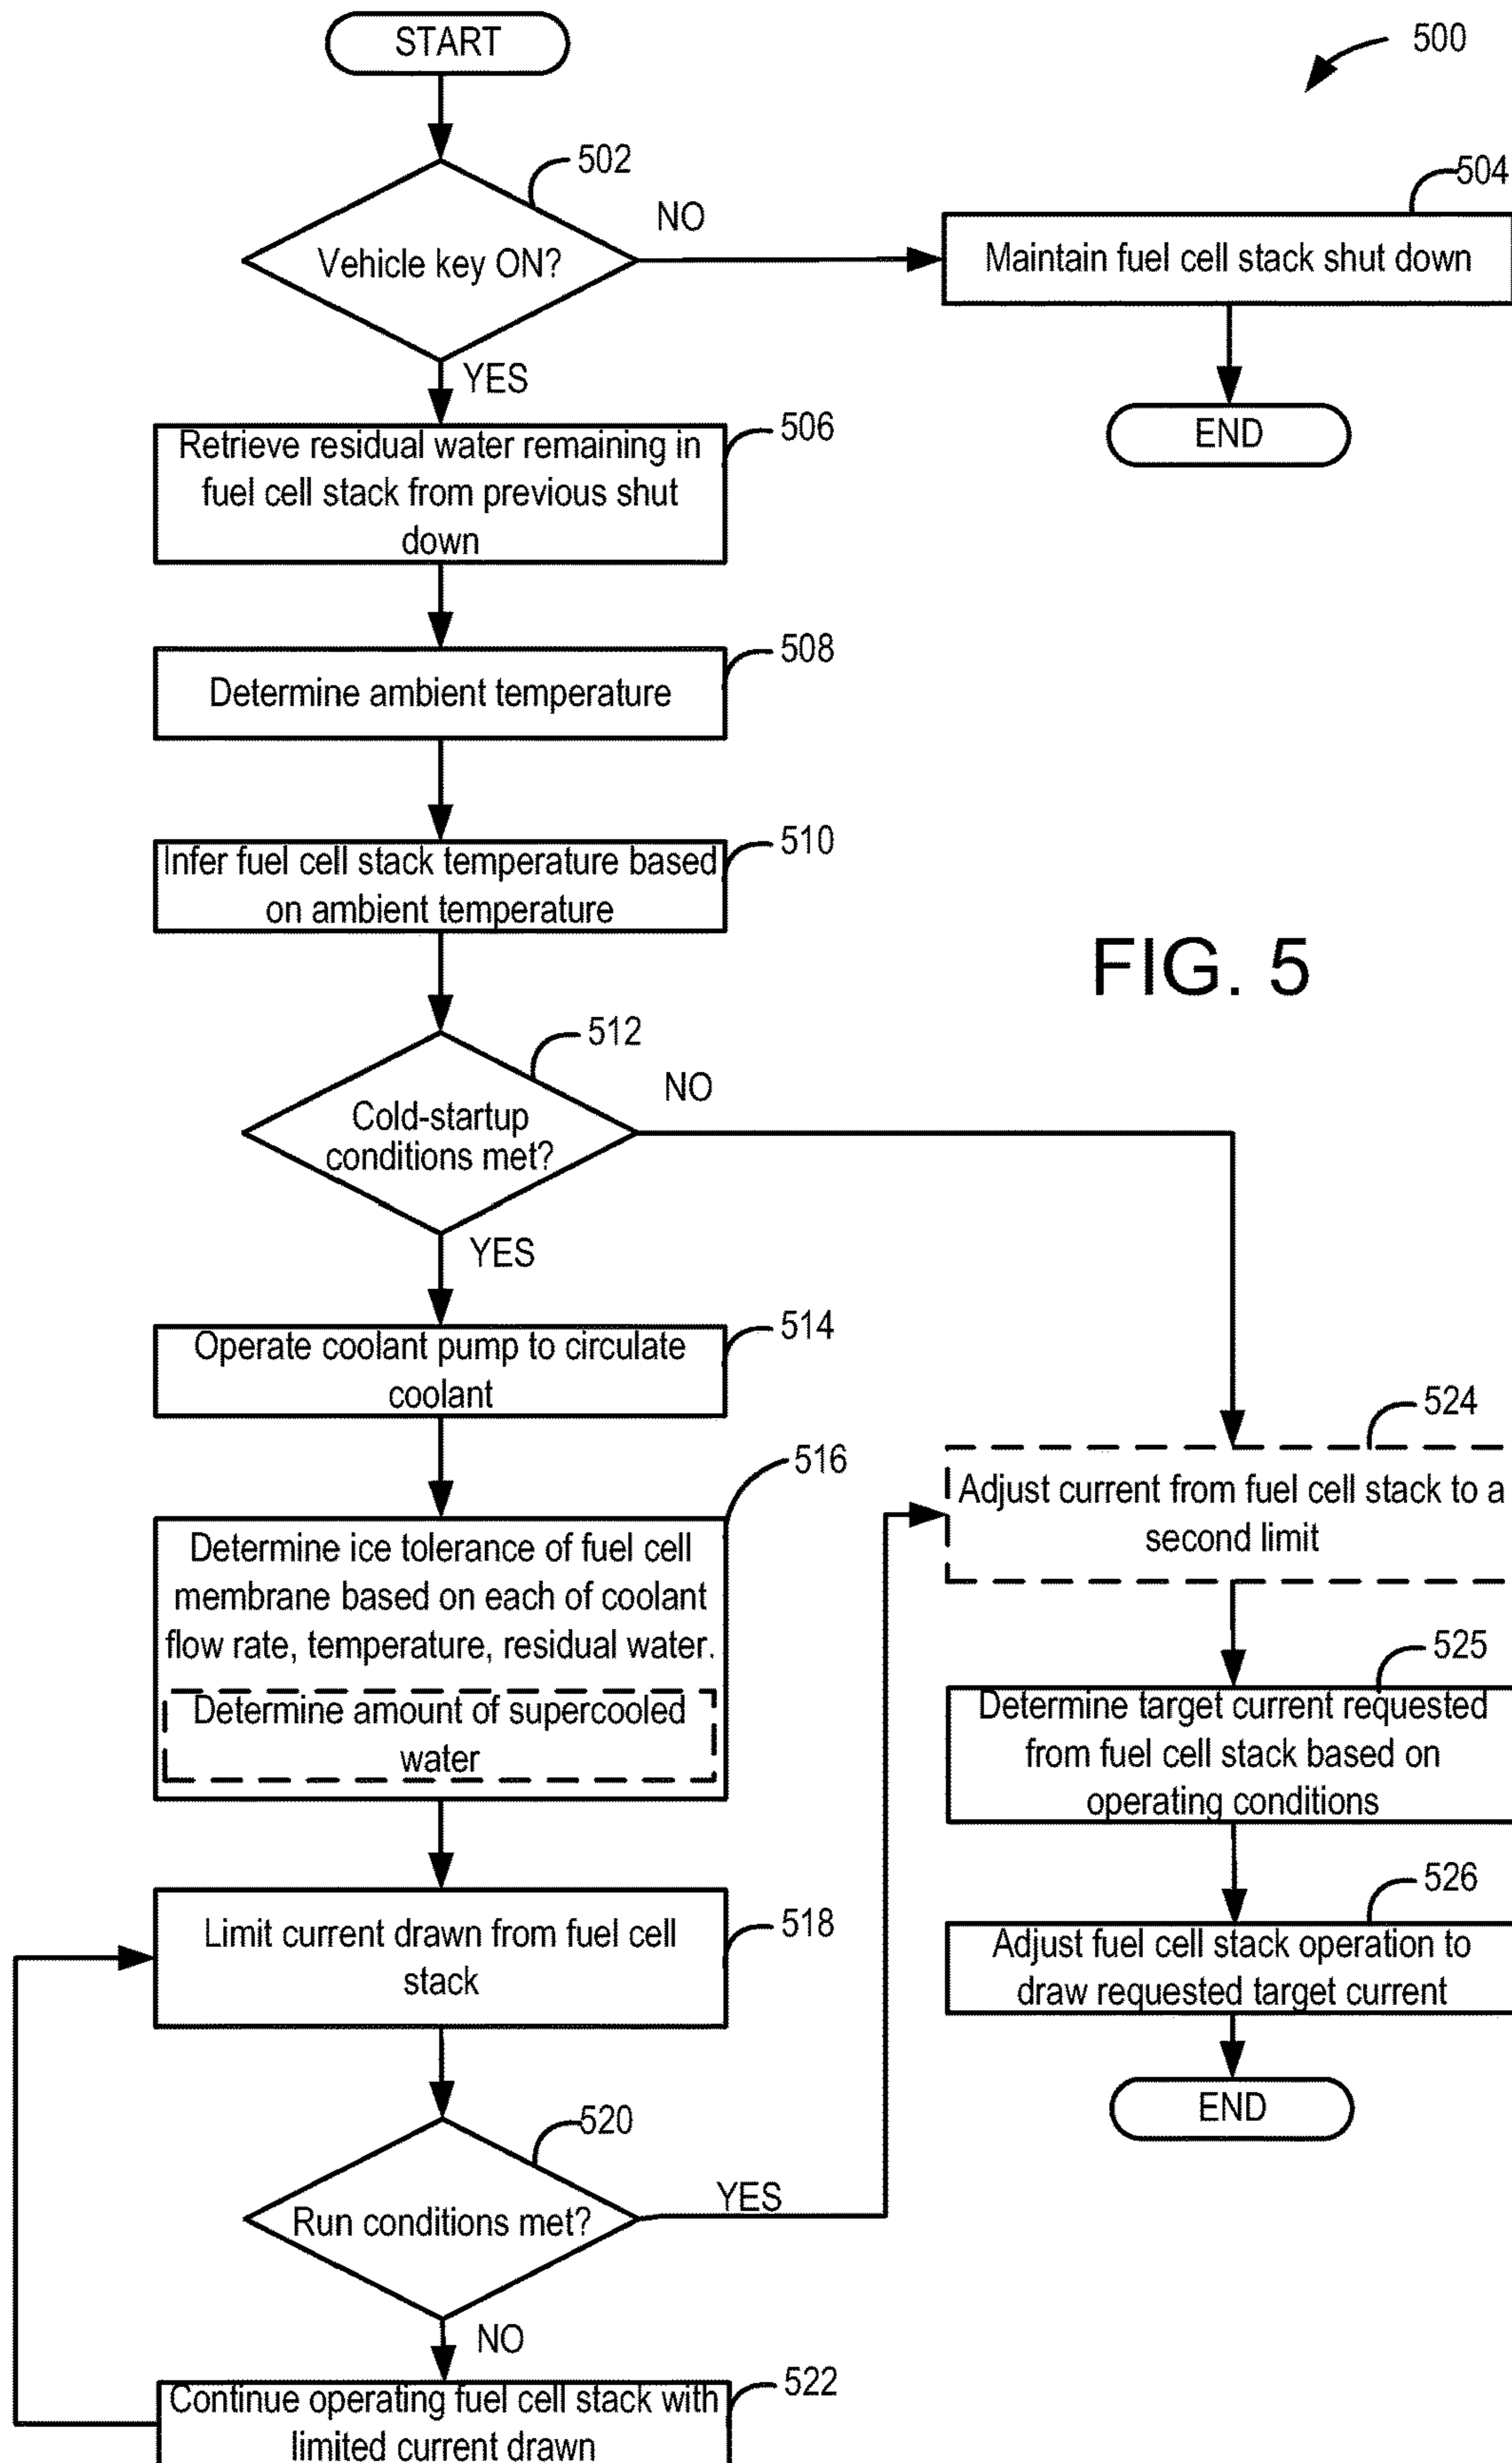 START
500
502
Vehicle key ON?
NO
504
Maintain fuel cell stack shut down
END
YES
506
Retrieve residual water remaining in
fuel cell stack from previous shut
down
508
Determine ambient temperature
510
Infer fuel cell stack temperature based
on ambient temperature
FIG. 5
512
Cold-startup
conditions met?
NO
YES
514
Operate coolant pump to circulate
coolant
516
Determine ice tolerance of fuel cell
membrane based on each of coolant
flow rate, temperature, residual water.
Determine amount of supercooled
water
518
Limit current drawn from fuel cell
stack
520
Run conditions met?
YES
NO
522
Continue operating fuel cell stack with
limited current drawn
524
Adjust current from fuel cell stack to a
second limit
525
Determine target current requested
from fuel cell stack based on
operating conditions
526
Adjust fuel cell stack operation to
draw requested target current
END